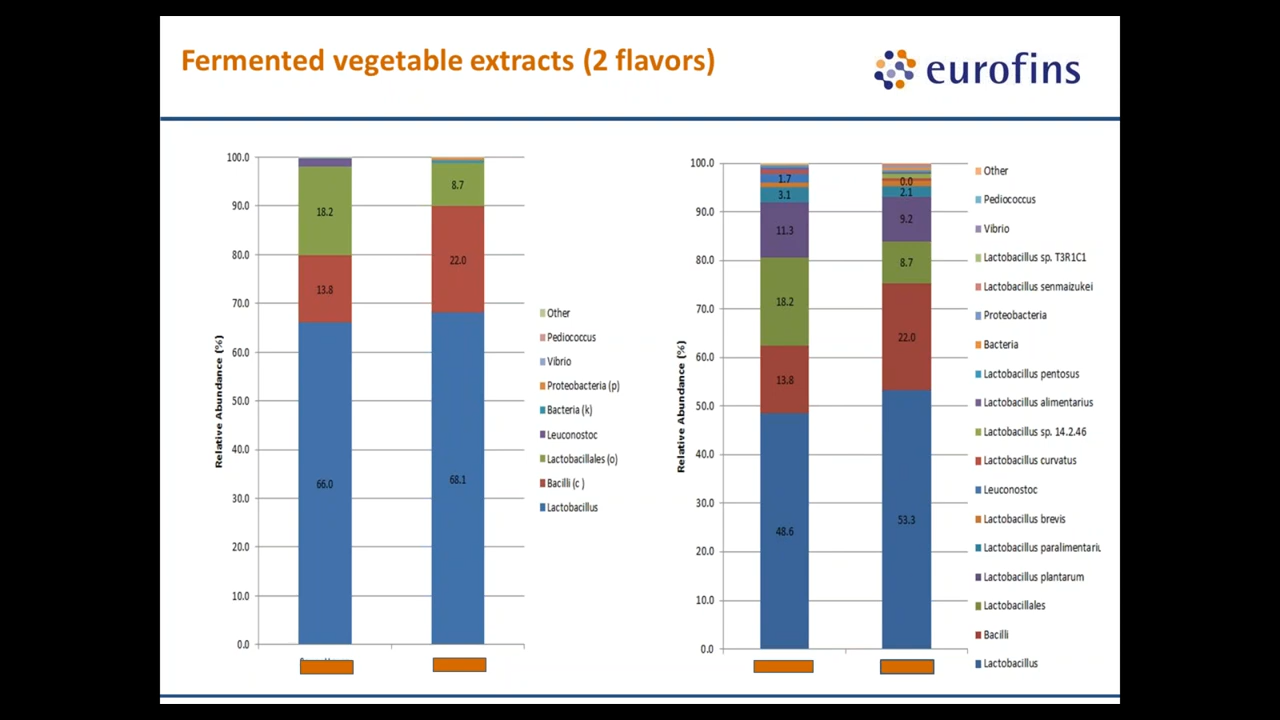 Fermented vegetable extracts (2 flavors)
eurofins
Relative Abundance (%)
100.0
90.0
80.0
70.0
60.0
50.0
40.0
30.0
20.0
10.0
0.0
18.2
13.8
66.0
8.7
22.0
68.1
Other
Pediococcus
Vibrio
Proteobacteria (p)
Bacteria (k)
Leuconostoc
Lactobacillales (o)
Bacilli (c )
Lactobacillus
Relative Abundance (%)
100.0
90.0
80.0
70.0
60.0
50.0
40.0
30.0
20.0
10.0
0.0
1.7
3.1
11.3
18.2
13.8
48.6
0.0
2.1
9.2
8.7
22.0
53.3
Other
Pediococcus
Vibrio
Lactobacillus sp. T3R1C1
Lactobacillus senmaizukei
Proteobacteria
Bacteria
Lactobacillus pentosus
Lactobacillus alimentarius
Lactobacillus sp. 14.2.46
Lactobacillus curvatus
Leuconostoc
Lactobacillus brevis
Lactobacillus paralimentariu
Lactobacillus plantarum
Lactobacillales
Bacilli
Lactobacillus